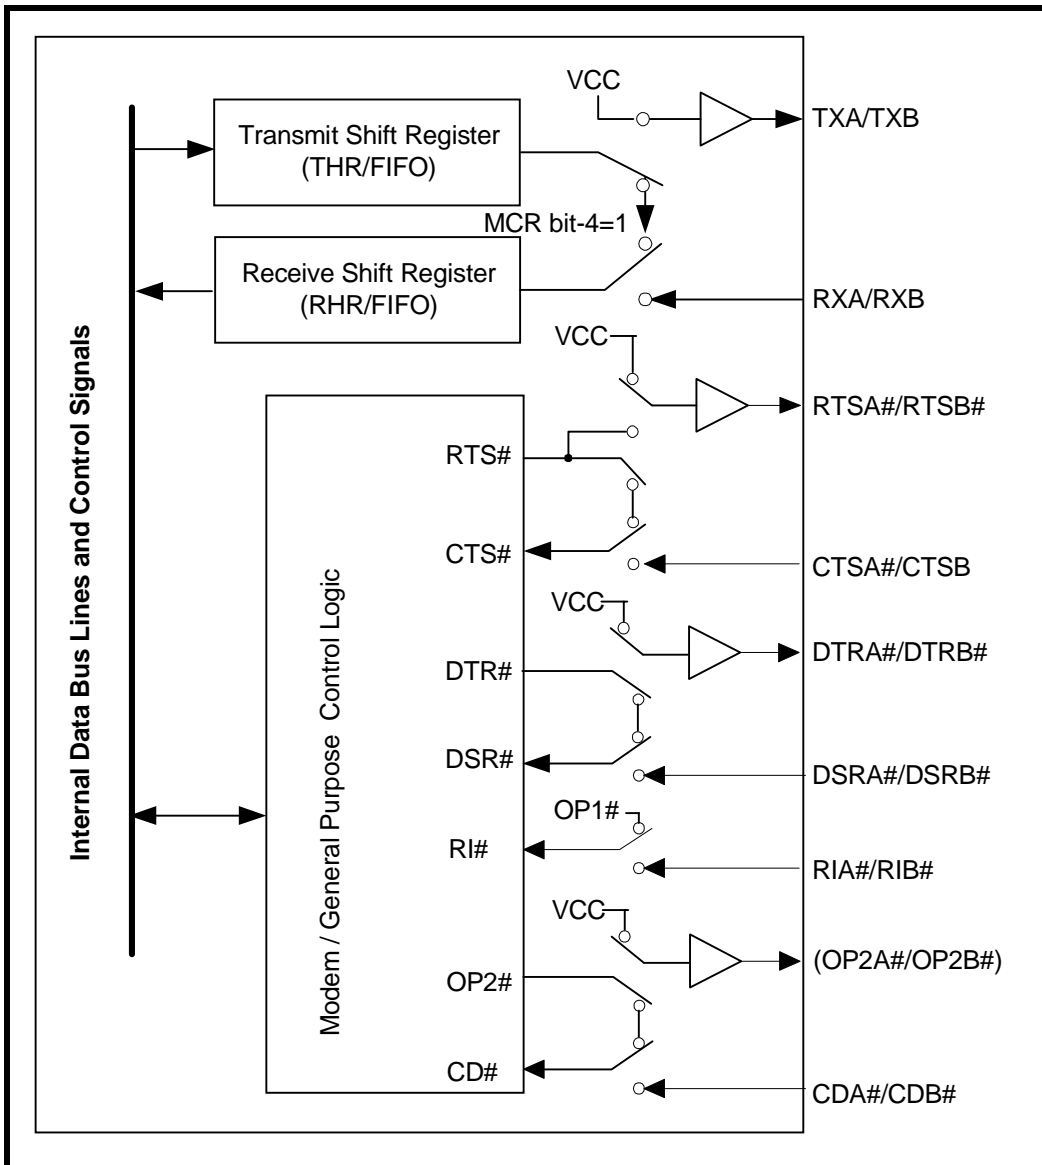 VCC
TXA/TXB
Transmit Shift Register
(THR/FIFO)
MCR bit-4=1
Receive Shift Register
(RHR/FIFO)
RXA/RXB
VCC
RTSA#/RTSB#
Internal Data Bus Lines and Control Signals
Modem / General Purpose Control Logic
RTS#
CTS#
CTSA#/CTSB
VCC
DTRA#/DTRB#
DTR#
DSR#
DSRA#/DSRB#
OP1#
RI#
RIA#/RIB#
VCC
(OP2A#/OP2B#)
OP2#
CD#
CDA#/CDB#